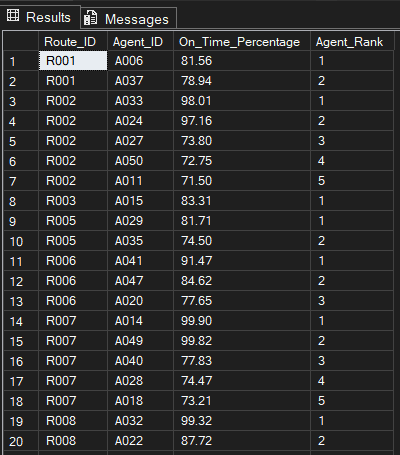 Results Messages
Route_ID Agent_ID On_Time_Percentage Agent_Rank
1 R001 A006 81.56 1
2 R001 A037 78.94 2
3 R002 A033 98.01 1
4 R002 A024 97.16 2
5 R002 A027 73.80 3
6 R002 A050 72.75 4
7 R002 A011 71.50 5
8 R003 A015 83.31 1
9 R005 A029 81.71 1
10 R005 A035 74.50 2
11 R006 A041 91.47 1
12 R006 A047 84.62 2
13 R006 A020 77.65 3
14 R007 A014 99.90 1
15 R007 A049 99.82 2
16 R007 A040 77.83 3
17 R007 A028 74.47 4
18 R007 A018 73.21 5
19 R008 A032 99.32 1
20 R008 A022 87.72 2